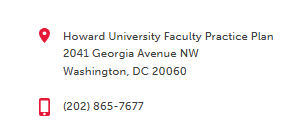 Howard University Faculty Practice Plan
2041 Georgia Avenue NW
Washington, DC 20060
(202) 865-7677